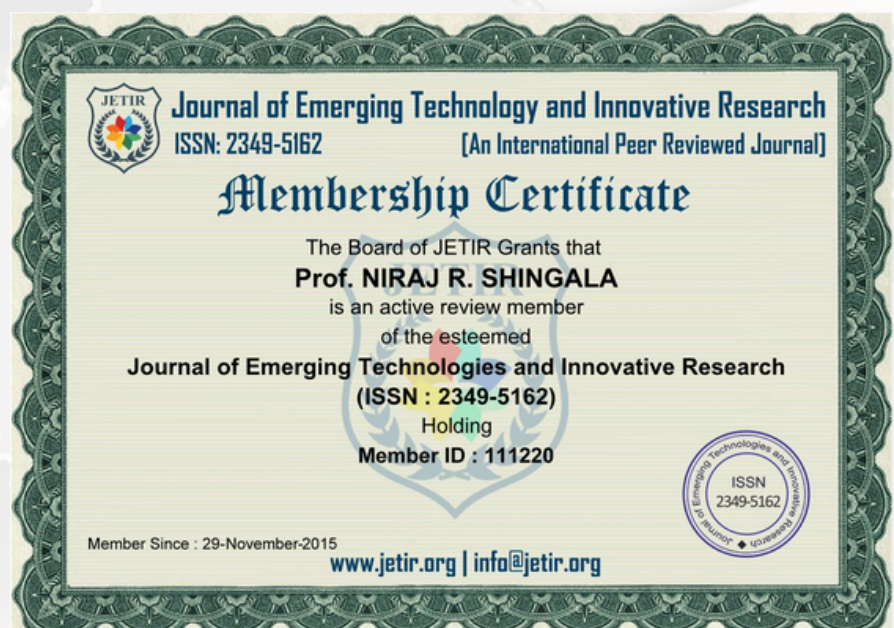 JETIR
Journal of Emerging Technology and Innovative Research
ISSN: 2349-5162
[An International Peer Reviewed Journal]
Membership Certificate
The Board of JETIR Grants that
Prof. NIRAJ R. SHINGALA
is an active review member
of the esteemed
Journal of Emerging Technologies and Innovative Research
(ISSN : 2349-5162)
Holding
Member ID : 111220
JETIR
Journal of Emerging Technologies and Innovative Research
ISSN
2349-5162
Member Since : 29-November-2015
www.jetir.org | info@jetir.org